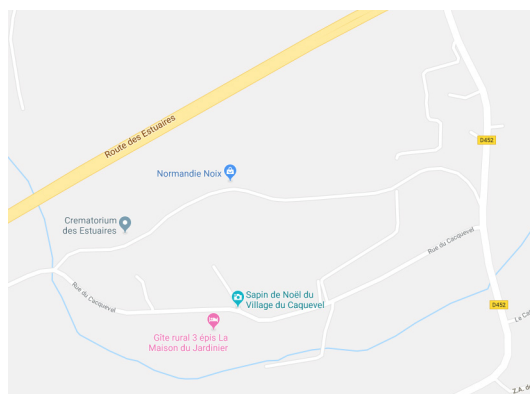 Route des Estuaires
D452
Normandie Noix
Crematorium
des Estuaires
Rue du Cacquevel
Rue du Cacquevel
Sapin de Noël du
Village du Caquevel
D452
Gîte rural 3 épis La
Maison du Jardinier
Z.A. de